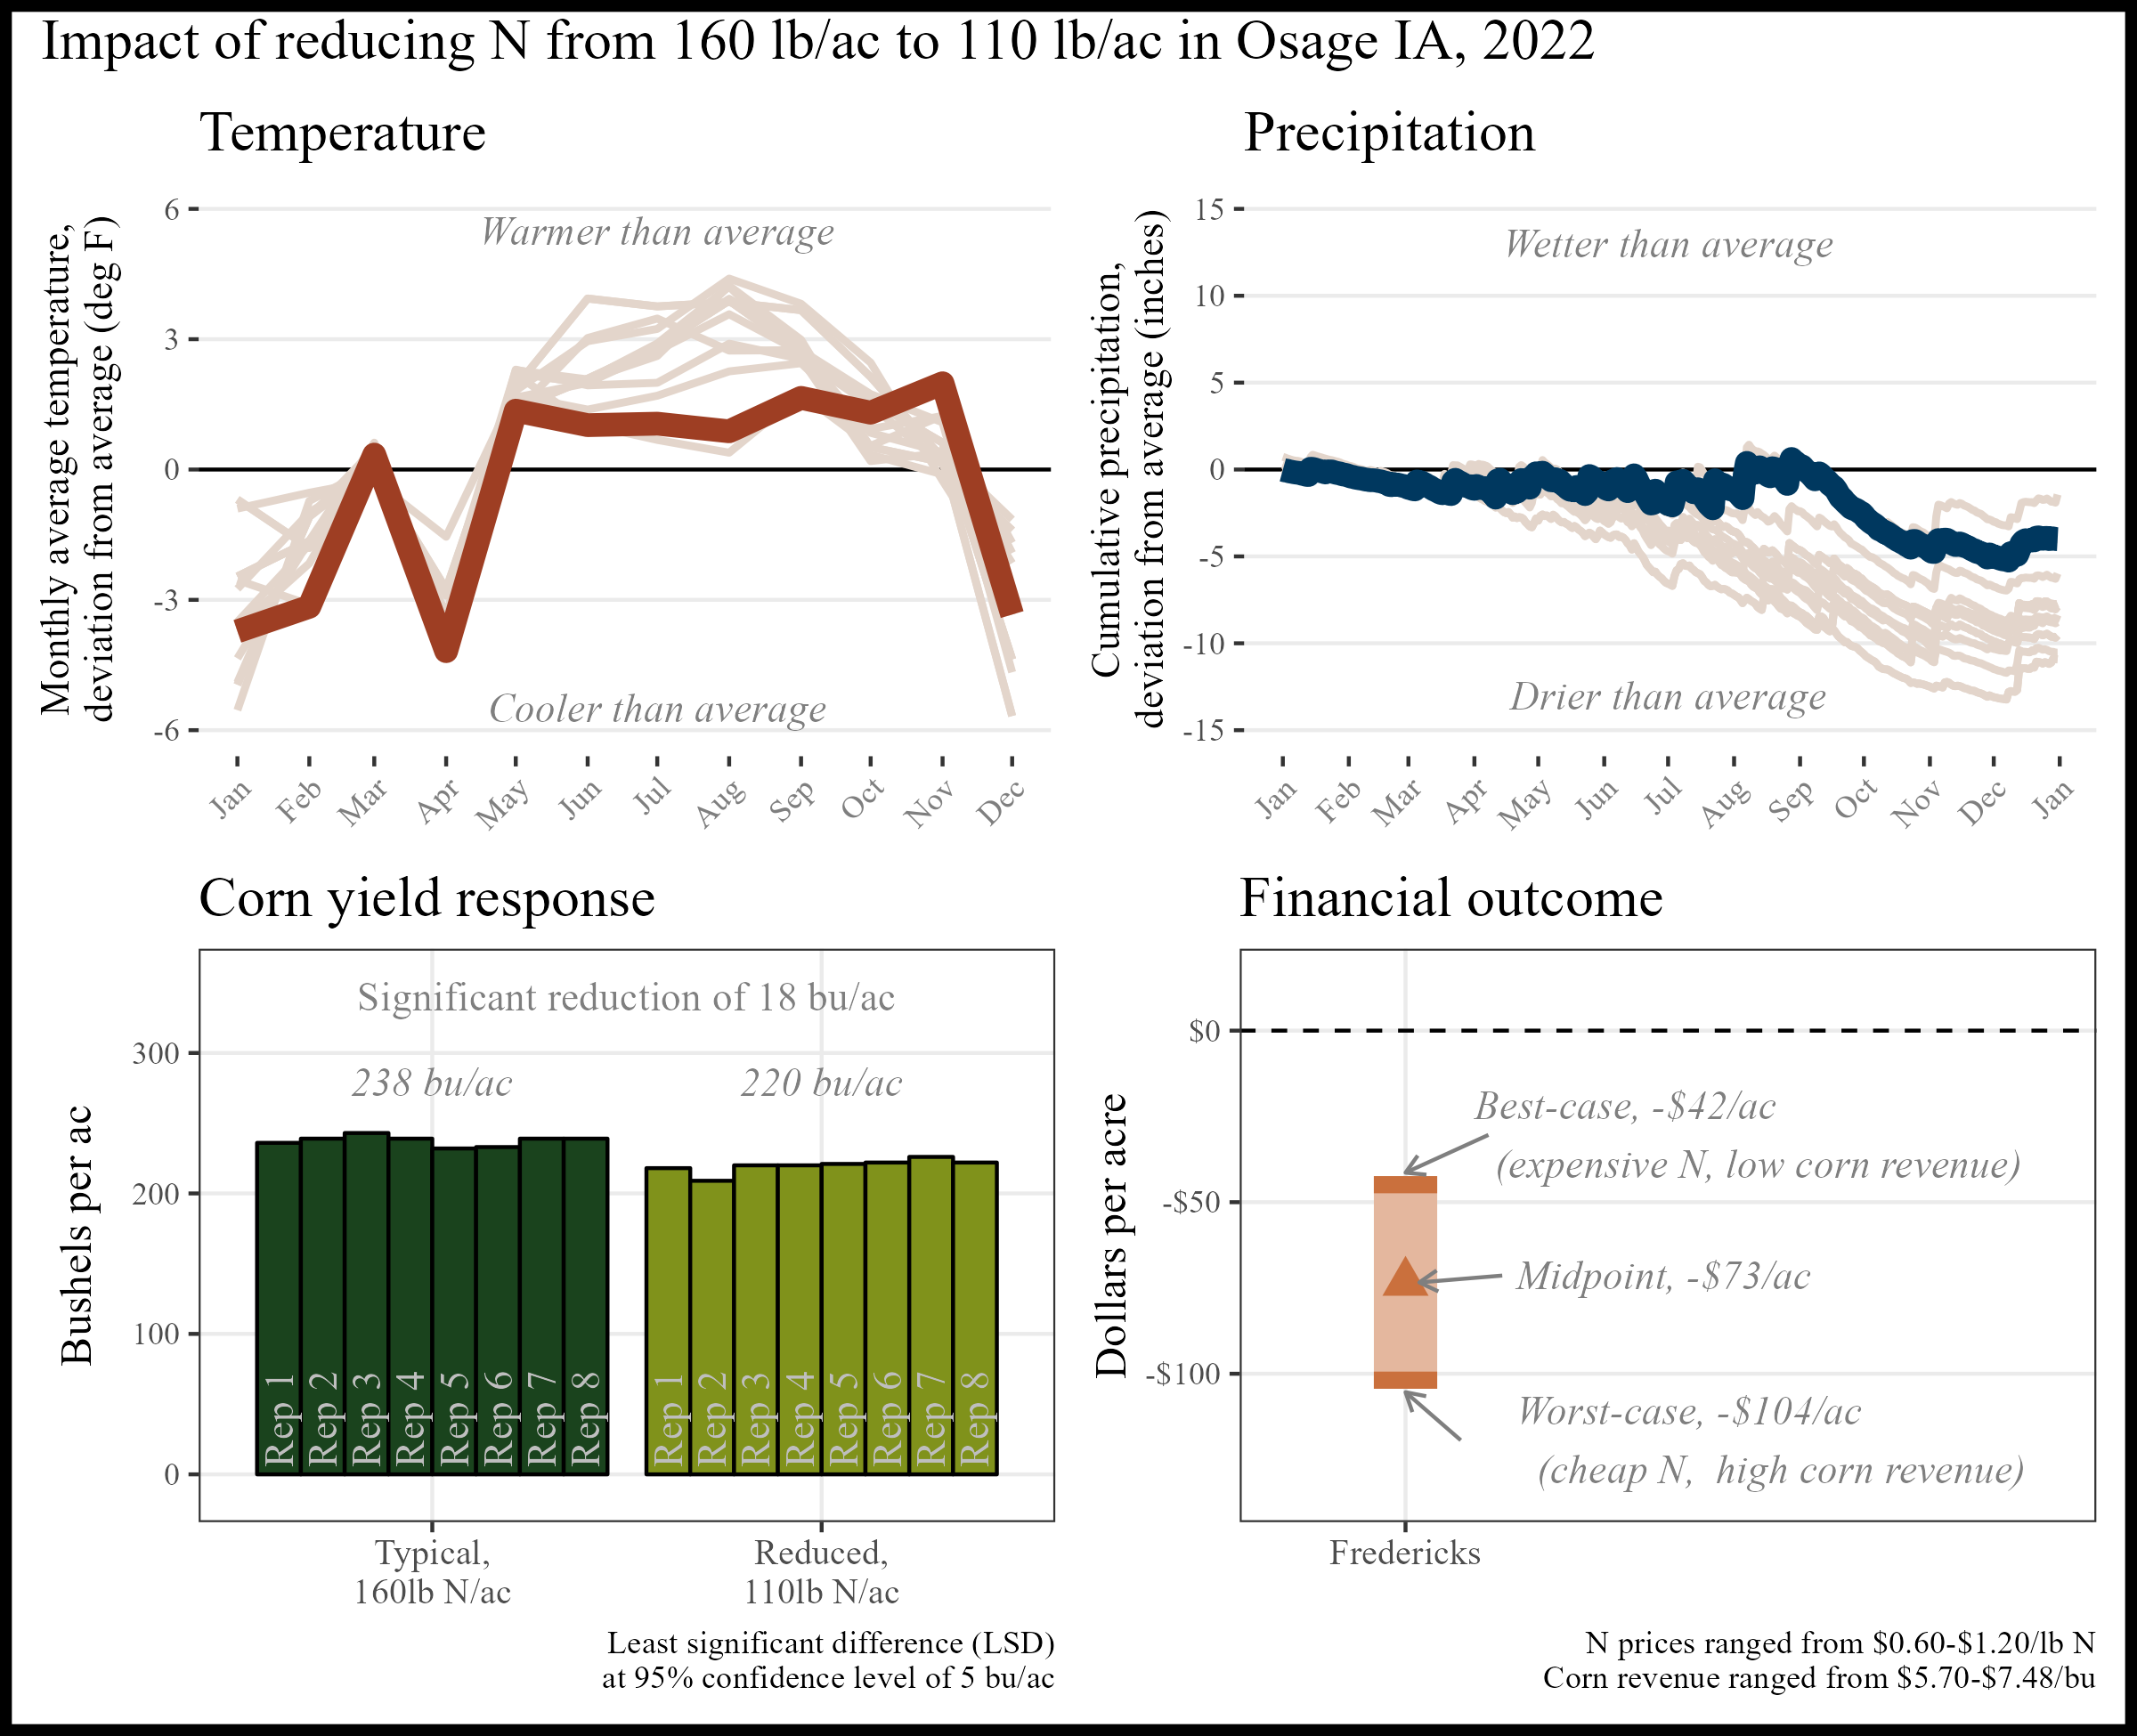 Impact of reducing N from 160 lb/ac to 110 lb/ac in Osage IA, 2022
Temperature
Monthly average temperature,
deviation from average (deg F)
6
3
0
-3
-6
Warmer than average
Cooler than average
Jan
Feb
Mar
Apr
May
Jun
Jul
Aug
Sep
Oct
Nov
Dec
Precipitation
Cumulative precipitation,
deviation from average (inches)
15
10
5
0
-5
-10
-15
Wetter than average
Drier than average
Jan
Feb
Mar
Apr
May
Jun
Jul
Aug
Sep
Oct
Nov
Dec
Jan
Corn yield response
Bushels per ac
300
200
100
0
Significant reduction of 18 bu/ac
238 bu/ac
220 bu/ac
Rep 1
Rep 2
Rep 3
Rep 4
Rep 5
Rep 6
Rep 7
Rep 8
Rep 1
Rep 2
Rep 3
Rep 4
Rep 5
Rep 6
Rep 7
Rep 8
Typical,
160lb N/ac
Reduced,
110lb N/ac
Least significant difference (LSD)
at 95% confidence level of 5 bu/ac
Financial outcome
Dollars per acre
$0
-$50
-$100
Best-case, -$42/ac
(expensive N, low corn revenue)
Midpoint, -$73/ac
Worst-case, -$104/ac
(cheap N,  high corn revenue)
Fredericks
N prices ranged from $0.60-$1.20/lb N
Corn revenue ranged from $5.70-$7.48/bu